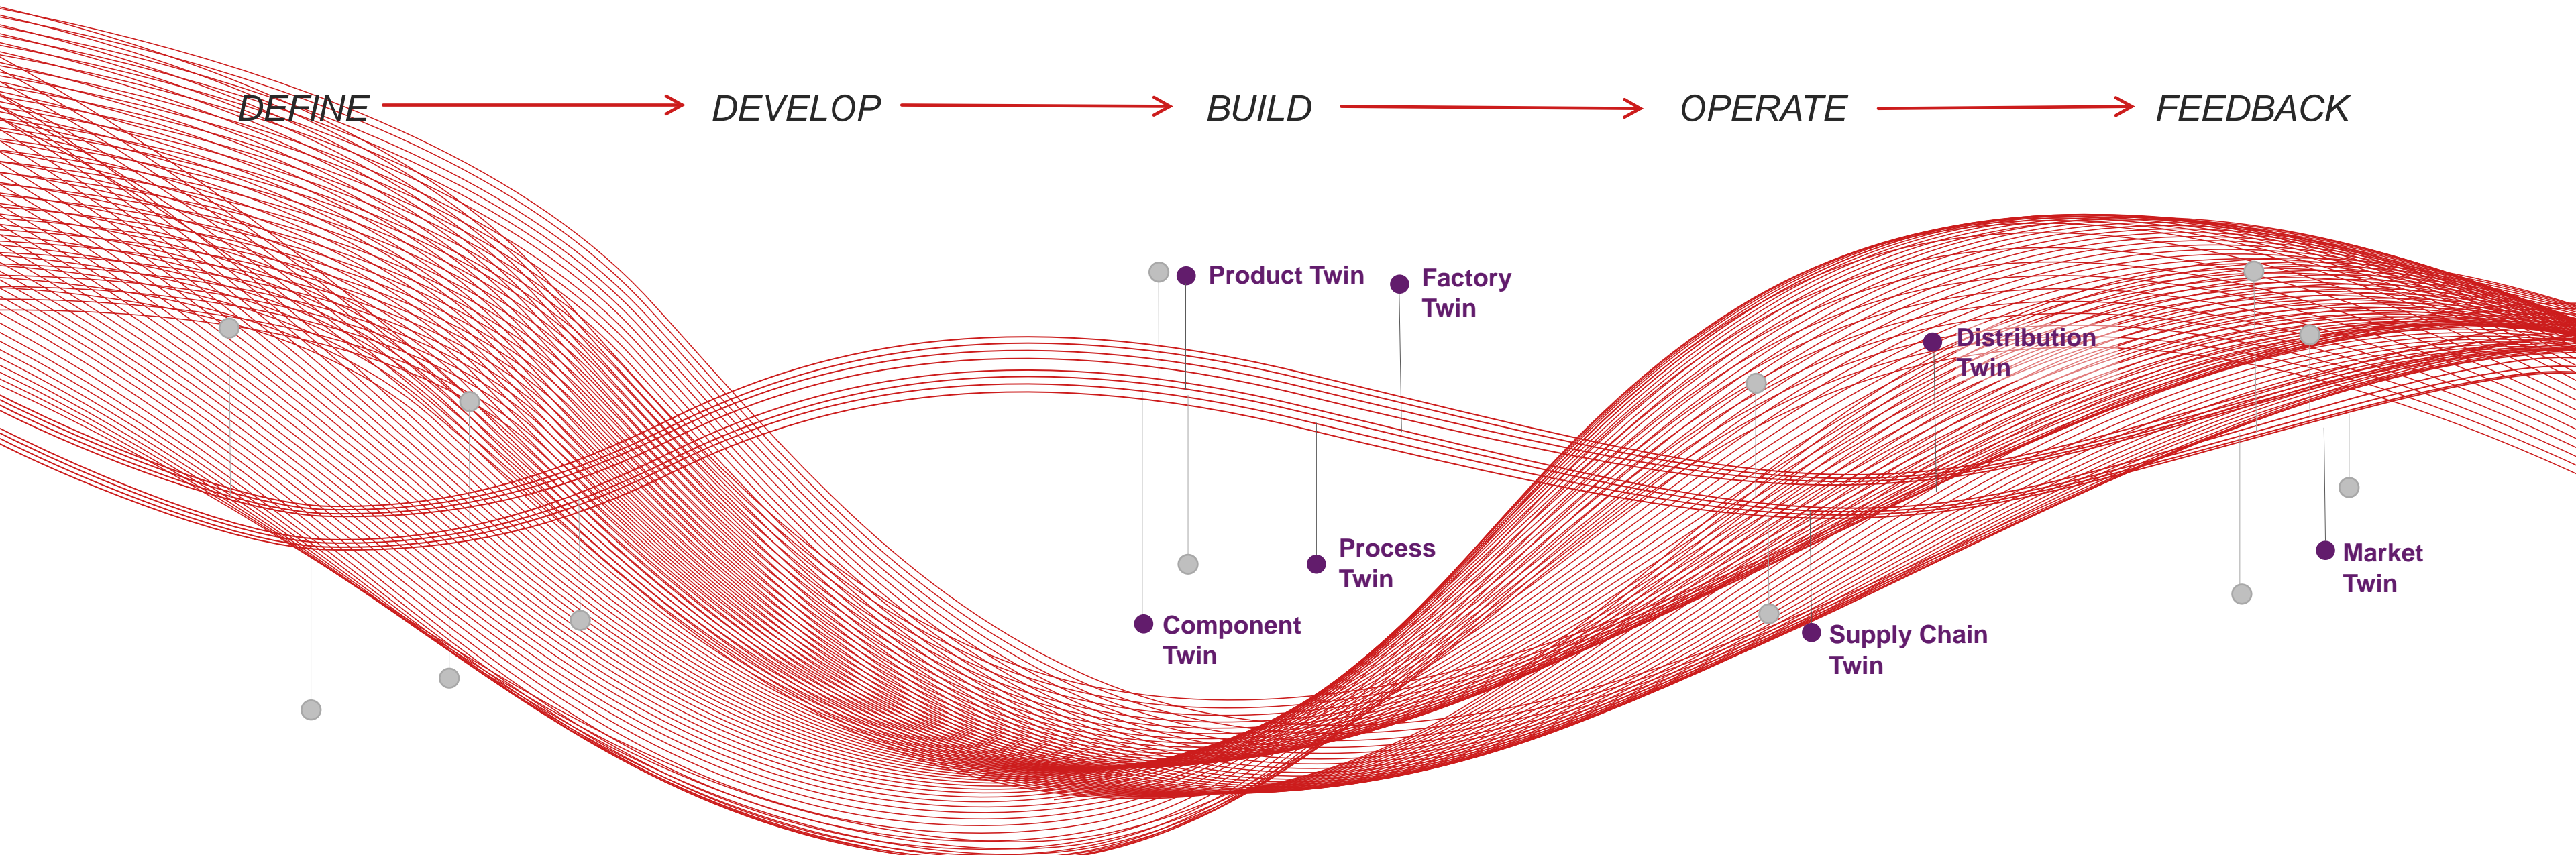 DEFINE
DEVELOP
BUILD
OPERATE
FEEDBACK
Product Twin
Factory
Twin
Distribution
Twin
Process
Twin
Component
Twin
Supply Chain
Twin
Market
Twin